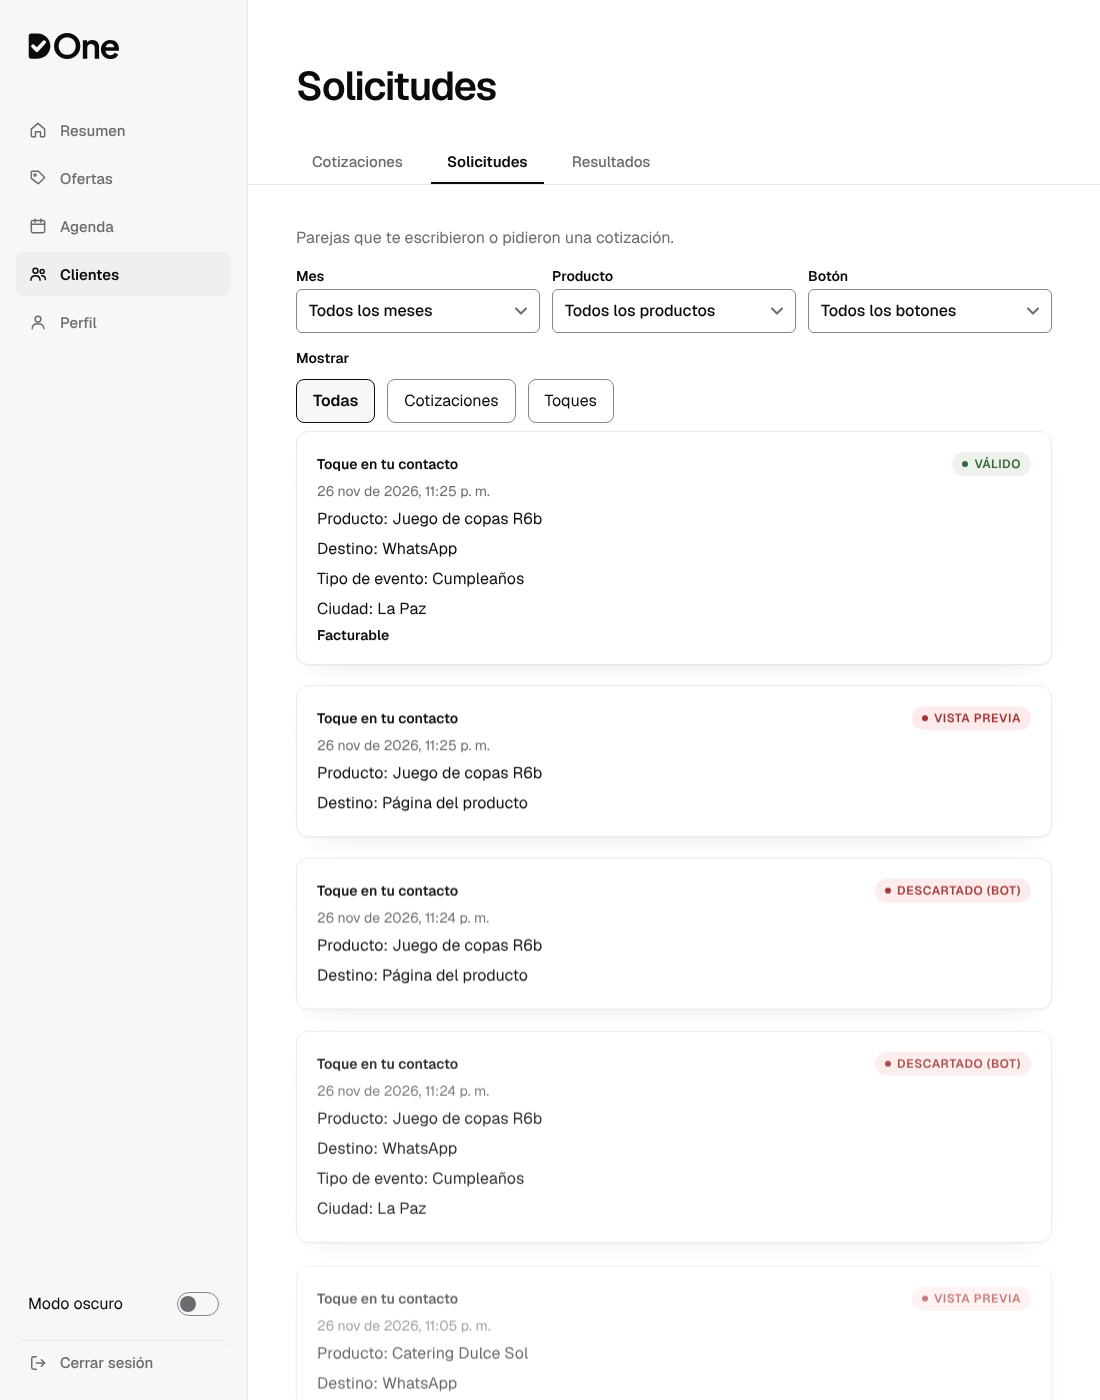 One
Resumen
Ofertas
Agenda
Clientes
Perfil
Modo oscuro
Cerrar sesión
Solicitudes
Cotizaciones
Solicitudes
Resultados
Parejas que te escribieron o pidieron una cotización.
Mes
Producto
Botón
Todos los meses
Todos los productos
Todos los botones
Mostrar
Todas
Cotizaciones
Toques
Toque en tu contacto
VÁLIDO
26 nov de 2026, 11:25 p. m.
Producto: Juego de copas R6b
Destino: WhatsApp
Tipo de evento: Cumpleaños
Ciudad: La Paz
Facturable
Toque en tu contacto
VISTA PREVIA
26 nov de 2026, 11:25 p. m.
Producto: Juego de copas R6b
Destino: Página del producto
Toque en tu contacto
DESCARTADO (BOT)
26 nov de 2026, 11:24 p. m.
Producto: Juego de copas R6b
Destino: Página del producto
Toque en tu contacto
DESCARTADO (BOT)
26 nov de 2026, 11:24 p. m.
Producto: Juego de copas R6b
Destino: WhatsApp
Tipo de evento: Cumpleaños
Ciudad: La Paz
Toque en tu contacto
VISTA PREVIA
26 nov de 2026, 11:05 p. m.
Producto: Catering Dulce Sol
Destino: WhatsApp